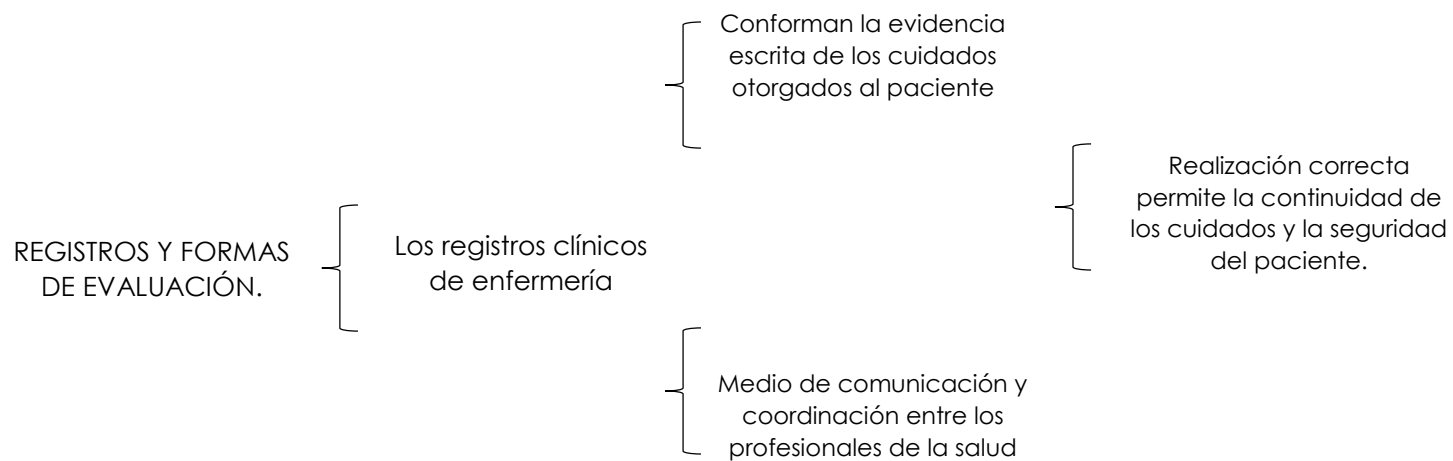 REGISTROS Y FORMAS
DE EVALUACIÓN.
Los registros clínicos
de enfermería
Conforman la evidencia
escrita de los cuidados
otorgados al paciente
Medio de comunicación y
coordinación entre los
profesionales de la salud
Realización correcta
permite la continuidad de
los cuidados y la seguridad
del paciente.